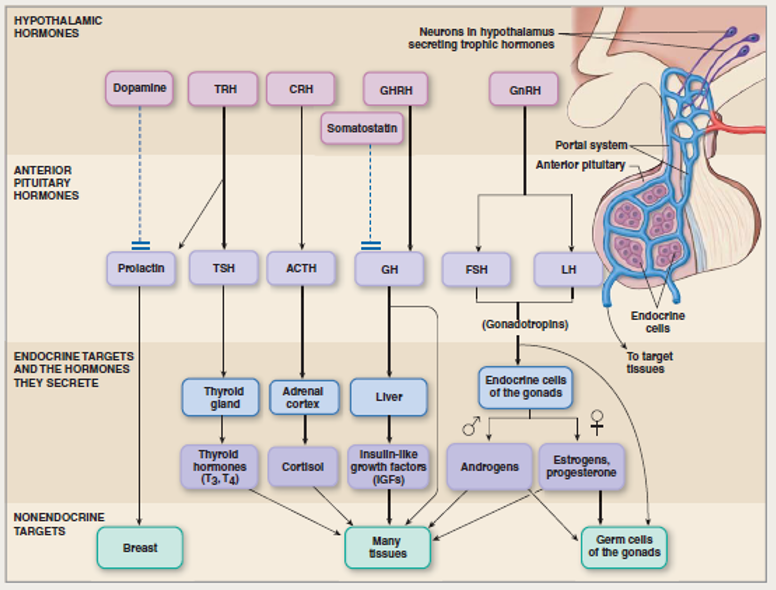 HYPOTHALAMIC
HORMONES
Neurons in hypothalamus
secreting trophic hormones
Dopamine
TRH
CRH
GHRH
GnRH
Somatostatin
Portal system
Anterior pituitary
ANTERIOR
PITUITARY
HORMONES
Prolactin
TSH
ACTH
GH
FSH
LH
Endocrine
cells
(Gonadotropins)
To target
tissues
ENDOCRINE TARGETS
AND THE HORMONES
THEY SECRETE
Thyroid
gland
Adrenal
cortex
Liver
Endocrine cells
of the gonads
♂
♀
Thyroid
hormones
(T3, T4)
Cortisol
Insulin-like
growth factors
(IGFs)
Androgens
Estrogens,
progesterone
NONENDOCRINE
TARGETS
Breast
Many
tissues
Germ cells
of the gonads